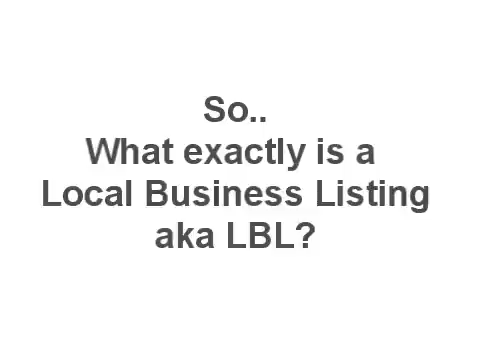 So..
What exactly is a
Local Business Listing
aka LBL?